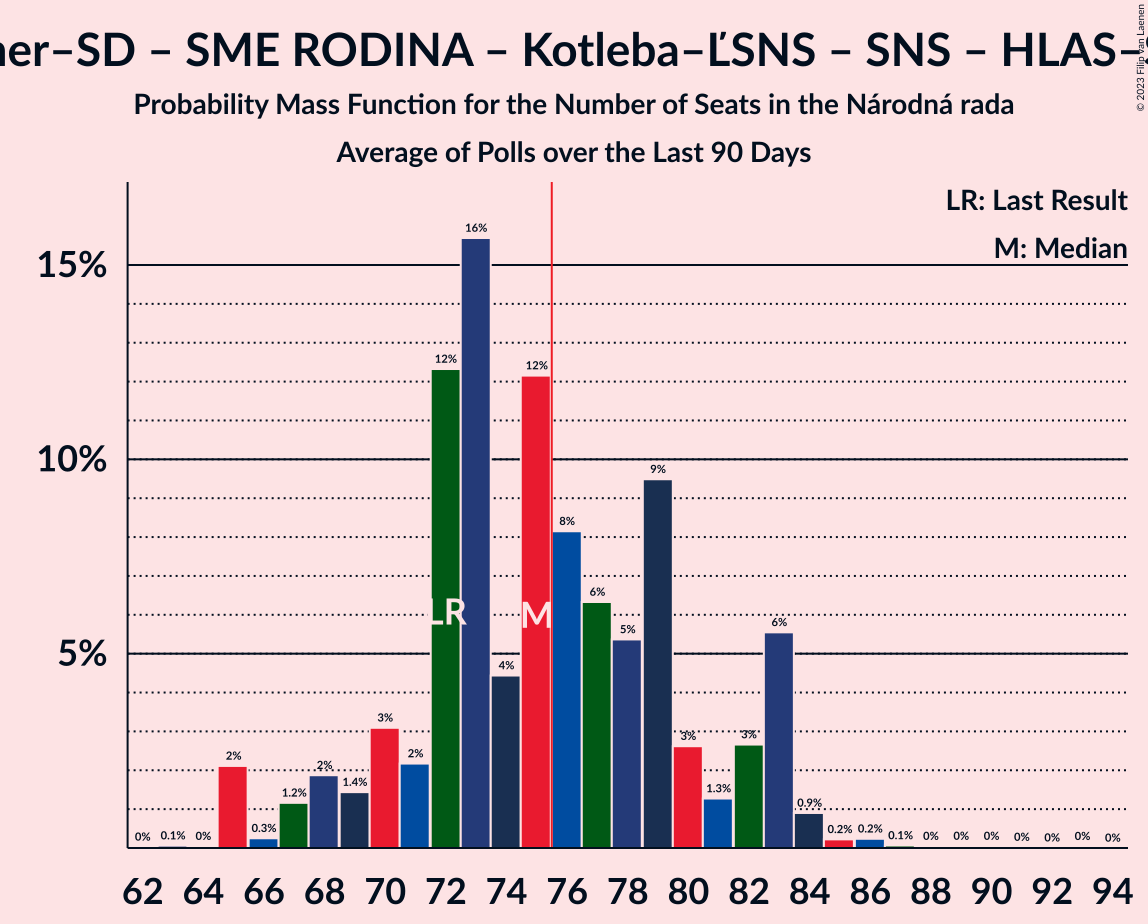 ner–SD – SME RODINA – Kotleba–ĽSNS – SNS – HLAS–
Probability Mass Function for the Number of Seats in the Národná rada
Average of Polls over the Last 90 Days
© 2023 Filip van Laenen
LR: Last Result
M: Median
15%
10%
5%
0% 0.1% 0% 2% 0.3% 1.2% 2% 1.4% 3% 2% 12% 16% 4% 12% 8% 6% 5% 9% 3% 1.3% 3% 6% 0.9% 0.2% 0.2% 0.1% 0% 0% 0% 0% 0% 0% 0%
LR M
62 64 66 68 70 72 74 76 78 80 82 84 86 88 90 92 94